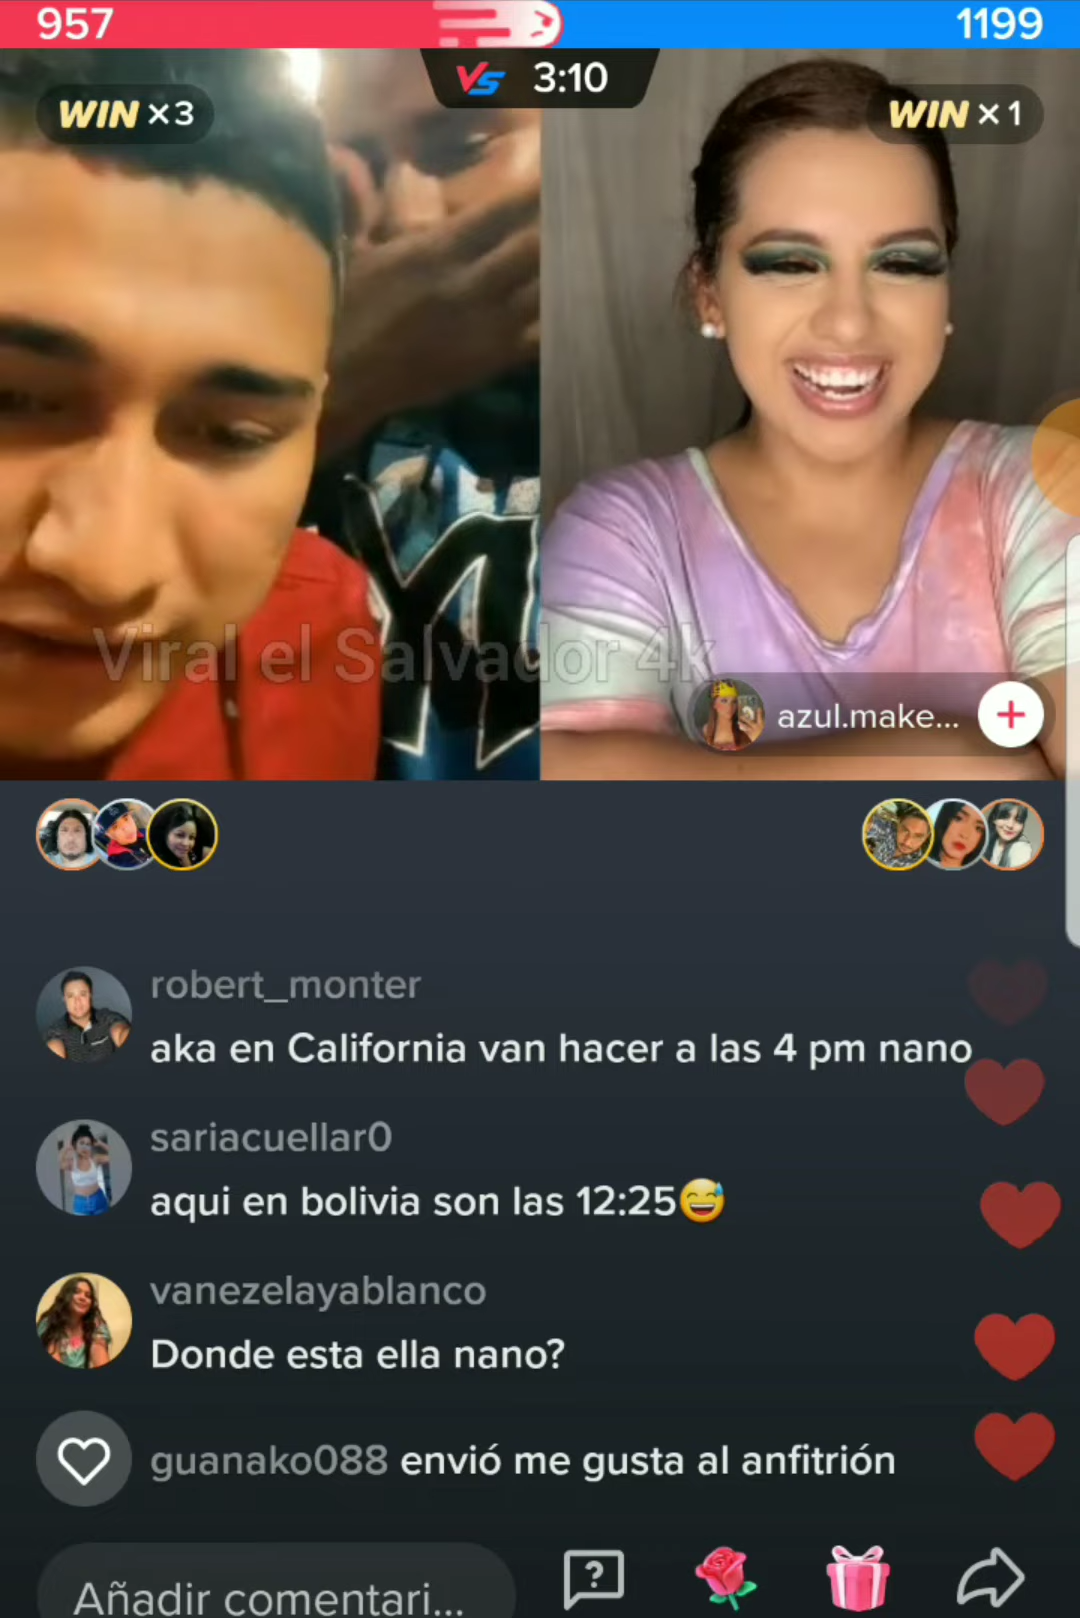 957
1199
VS 3:10
WIN ×3
WIN ×1
Viral el Salvador 4k
azul.make...
robert_monter
aka en California van hacer a las 4 pm nano
sariacuellar0
aqui en bolivia son las 12:25😅
vanezelayablanco
Donde esta ella nano?
guanako088 envió me gusta al anfitrión
Añadir comentari...
?